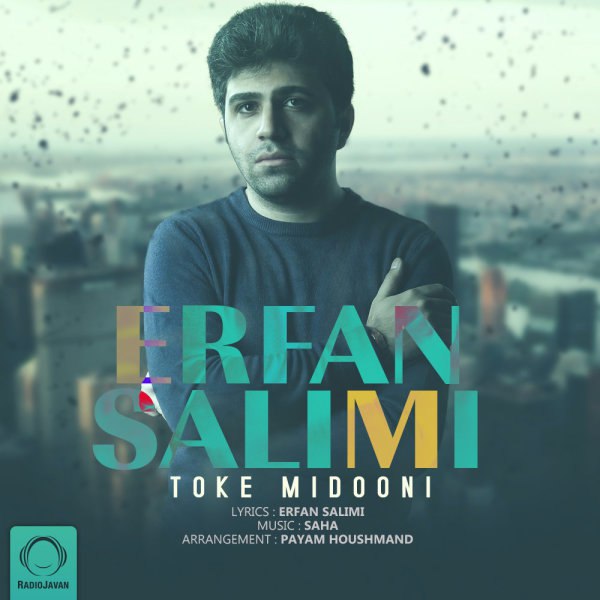 ERFAN
SALIMI
TOKE MIDOONI
LYRICS : ERFAN SALIMI
MUSIC : SAHA
ARRANGEMENT : PAYAM HOUSHMAND
RADIOJAVAN